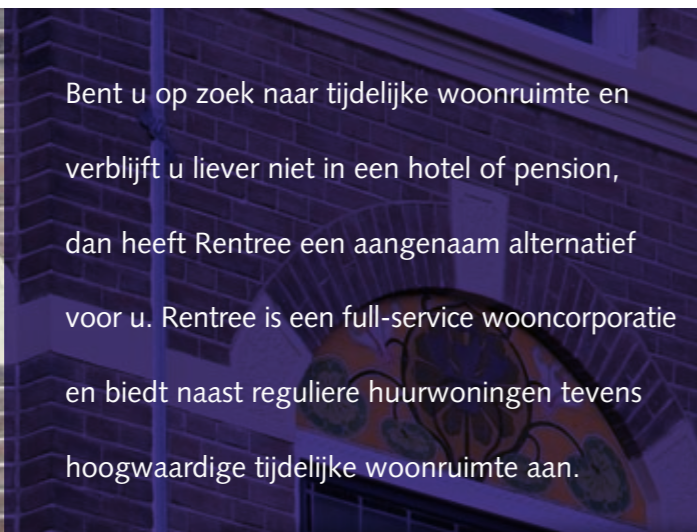 Bent u op zoek naar tijdelijke woonruimte en
verblijft u liever niet in een hotel of pension,
dan heeft Rentree een aangenaam alternatief
voor u. Rentree is een full-service wooncorporatie
en biedt naast reguliere huurwoningen tevens
hoogwaardige tijdelijke woonruimte aan.